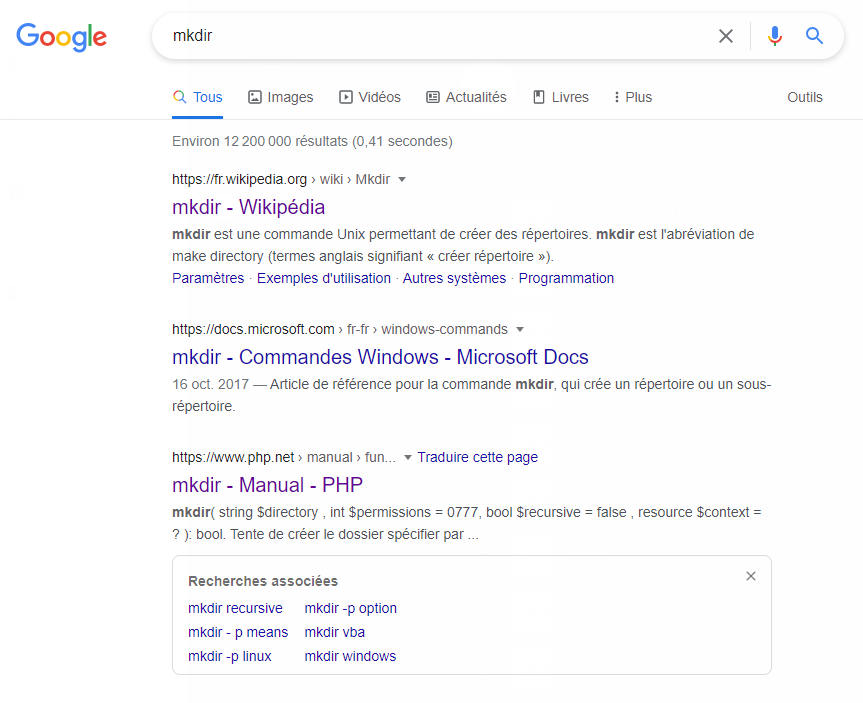 Google
mkdir
Tous Images Vidéos Actualités Livres Plus Outils
Environ 12 200 000 résultats (0,41 secondes)
https://fr.wikipedia.org › wiki › Mkdir
mkdir - Wikipédia
mkdir est une commande Unix permettant de créer des répertoires. mkdir est l'abréviation de
make directory (termes anglais signifiant « créer répertoire »).
Paramètres · Exemples d'utilisation · Autres systèmes · Programmation
https://docs.microsoft.com › fr-fr › windows-commands
mkdir - Commandes Windows - Microsoft Docs
16 oct. 2017 — Article de référence pour la commande mkdir, qui crée un répertoire ou un sous-
répertoire.
https://www.php.net › manual › fun... Traduire cette page
mkdir - Manual - PHP
mkdir( string $directory , int $permissions = 0777, bool $recursive = false , resource $context =
? ): bool. Tente de créer le dossier spécifier par ...
Recherches associées
mkdir recursive mkdir -p option
mkdir - p means mkdir vba
mkdir -p linux mkdir windows